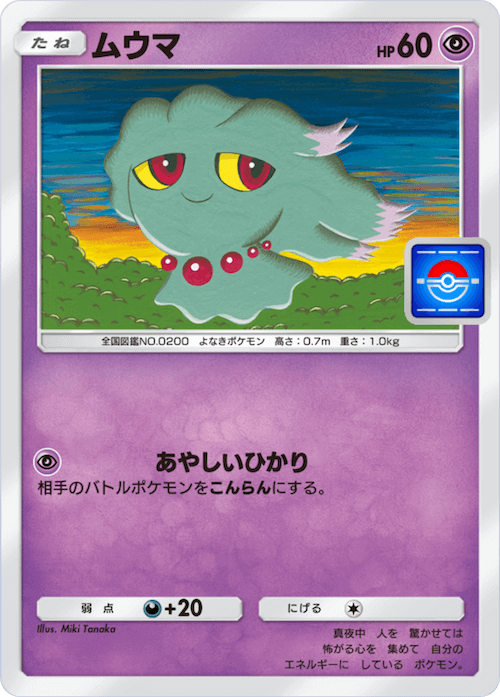 たね ムウマ HP60
全国図鑑NO.0200 よなきポケモン 高さ:0.7m 重さ:1.0kg
あやしいひかり
相手のバトルポケモンをこんらんにする。
弱点 +20 にげる
Illus. Miki Tanaka
真夜中 人を 驚かせては
怖がる心を 集めて 自分の
エネルギーに している ポケモン。